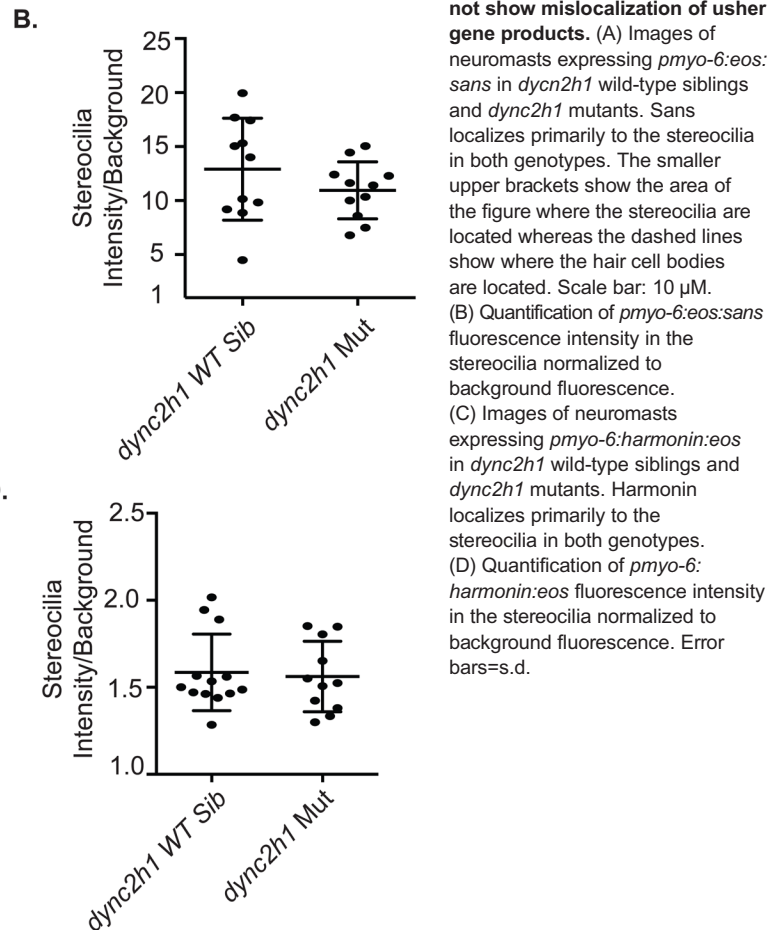 B.
25
20
15
10
5
1
Stereocilia
Intensity/Background
dync2h1 WT Sib
dync2h1 Mut
2.5
2.0
1.5
1.0
Stereocilia
Intensity/Background
dync2h1 WT Sib
dync2h1 Mut
not show mislocalization of usher
gene products. (A) Images of
neuromasts expressing pmyo-6:eos:
sans in dycn2h1 wild-type siblings
and dync2h1 mutants. Sans
localizes primarily to the stereocilia
in both genotypes. The smaller
upper brackets show the area of
the figure where the stereocilia are
located whereas the dashed lines
show where the hair cell bodies
are located. Scale bar: 10 µM.
(B) Quantification of pmyo-6:eos:sans
fluorescence intensity in the
stereocilia normalized to
background fluorescence.
(C) Images of neuromasts
expressing pmyo-6:harmonin:eos
in dync2h1 wild-type siblings and
dync2h1 mutants. Harmonin
localizes primarily to the
stereocilia in both genotypes.
(D) Quantification of pmyo-6:
harmonin:eos fluorescence intensity
in the stereocilia normalized to
background fluorescence. Error
bars=s.d.